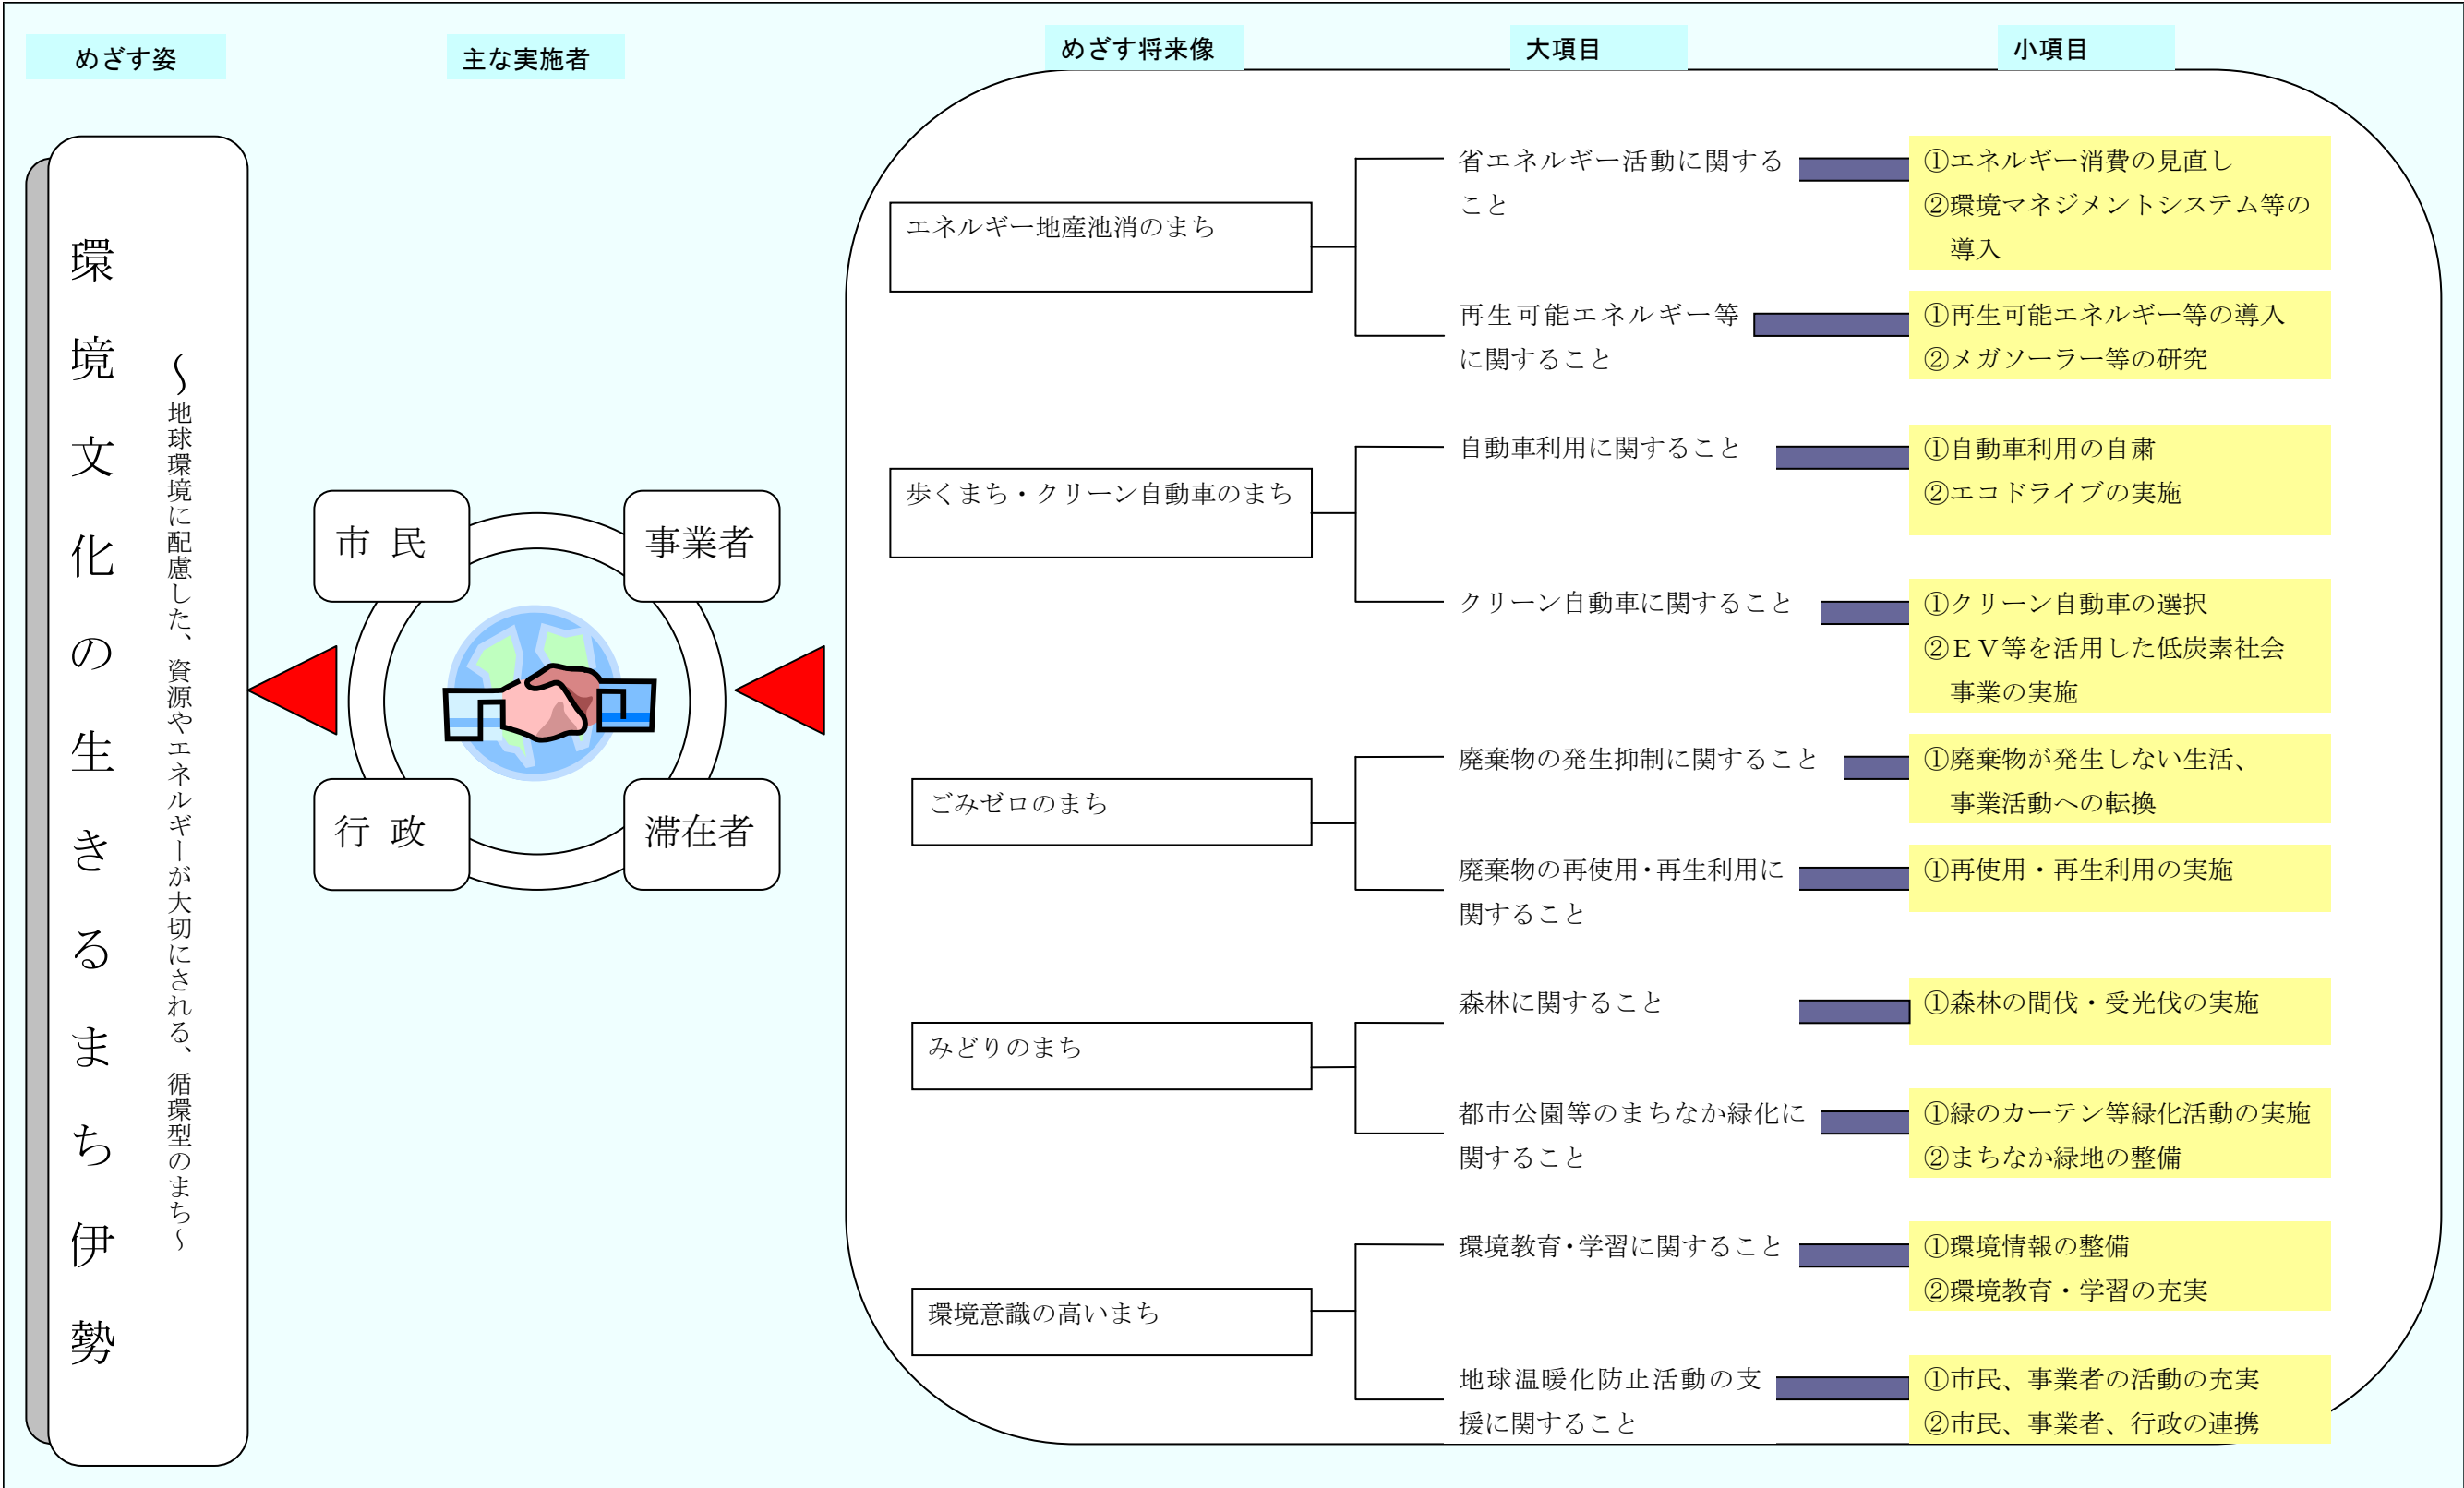 めざす姿
主な実施者
めざす将来像
大項目
小項目
環境文化の生きるまち伊勢
～地球環境に配慮した、資源やエネルギーが大切にされる、循環型のまち～
市 民
事業者
行 政
滞在者
エネルギー地産池消のまち
省エネルギー活動に関する
こと
①エネルギー消費の見直し
②環境マネジメントシステム等の
導入
再生可能エネルギー等
に関すること
①再生可能エネルギー等の導入
②メガソーラー等の研究
歩くまち・クリーン自動車のまち
自動車利用に関すること
①自動車利用の自粛
②エコドライブの実施
クリーン自動車に関すること
①クリーン自動車の選択
②ＥＶ等を活用した低炭素社会
事業の実施
ごみゼロのまち
廃棄物の発生抑制に関すること
①廃棄物が発生しない生活、
事業活動への転換
廃棄物の再使用・再生利用に
関すること
①再使用・再生利用の実施
みどりのまち
森林に関すること
①森林の間伐・受光伐の実施
都市公園等のまちなか緑化に
関すること
①緑のカーテン等緑化活動の実施
②まちなか緑地の整備
環境意識の高いまち
環境教育・学習に関すること
①環境情報の整備
②環境教育・学習の充実
地球温暖化防止活動の支
援に関すること
①市民、事業者の活動の充実
②市民、事業者、行政の連携